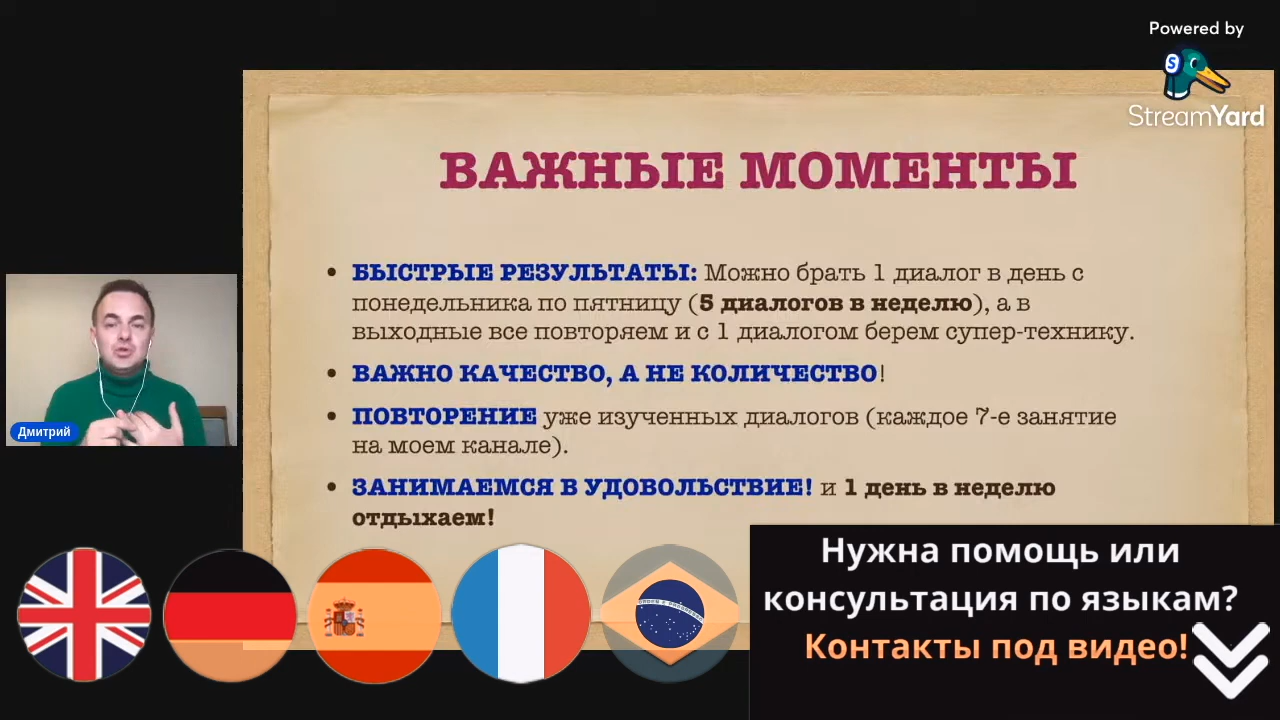 Powered by
StreamYard
ВАЖНЫЕ МОМЕНТЫ
• БЫСТРЫЕ РЕЗУЛЬТАТЫ: Можно брать 1 диалог в день с
понедельника по пятницу (5 диалогов в неделю), а в
выходные все повторяем и с 1 диалогом берем супер-технику.
• ВАЖНО КАЧЕСТВО, А НЕ КОЛИЧЕСТВО!
• ПОВТОРЕНИЕ уже изученных диалогов (каждое 7-е занятие
на моем канале).
• ЗАНИМАЕМСЯ В УДОВОЛЬСТВИЕ! и 1 день в неделю
отдыхаем!
Дмитрий
Нужна помощь или
консультация по языкам?
Контакты под видео!